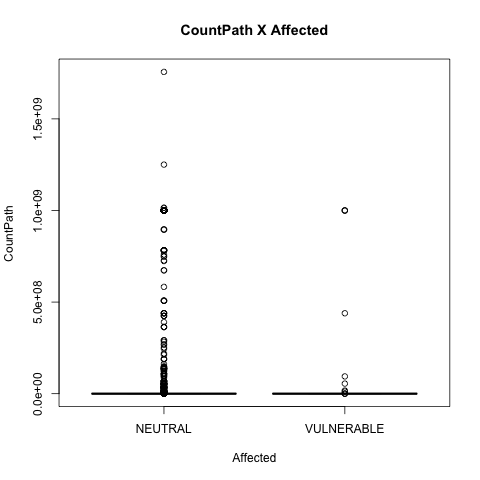 CountPath X Affected
CountPath
1.5e+09
1.0e+09
5.0e+08
0.0e+00
NEUTRAL VULNERABLE
Affected